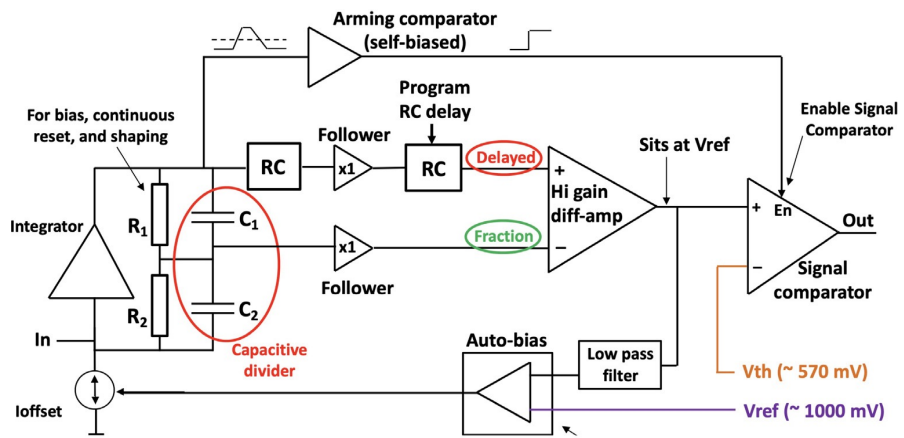 Arming comparator
(self-biased)
Program
RC delay
For bias, continuous
reset, and shaping
Enable Signal
Comparator
Follower
Sits at Vref
RC
x1
RC
Delayed
+
Hi gain
diff-amp
−
+
En
Out
−
Signal
comparator
Integrator
R1
C1
x1
Fraction
Follower
R2
C2
In
Capacitive
divider
Auto-bias
Low pass
filter
Vth (~ 570 mV)
Ioffset
Vref (~ 1000 mV)